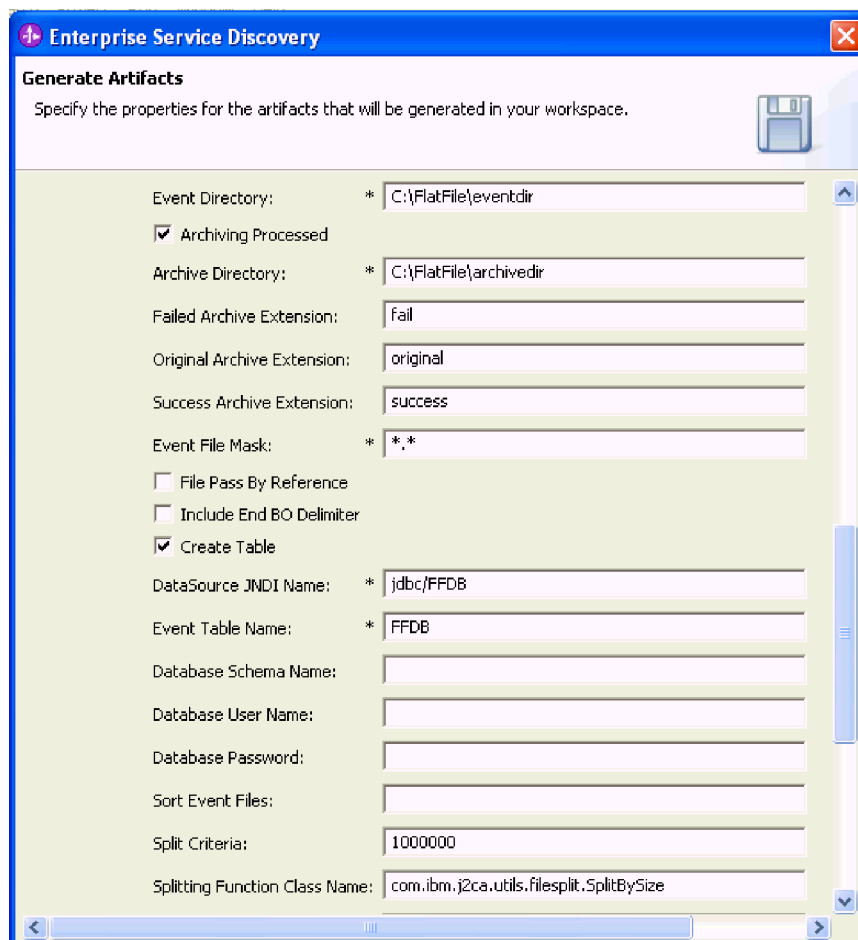 Enterprise Service Discovery
Generate Artifacts
Specify the properties for the artifacts that will be generated in your workspace.
Event Directory: * C:\FlatFile\eventdir
Archiving Processed
Archive Directory: * C:\FlatFile\archivedir
Failed Archive Extension: fail
Original Archive Extension: original
Success Archive Extension: success
Event File Mask: * *.*
File Pass By Reference
Include End BO Delimiter
Create Table
DataSource JNDI Name: * jdbc/FFDB
Event Table Name: * FFDB
Database Schema Name:
Database User Name:
Database Password:
Sort Event Files:
Split Criteria: 1000000
Splitting Function Class Name: com.ibm.j2ca.utils.filesplit.SplitBySize